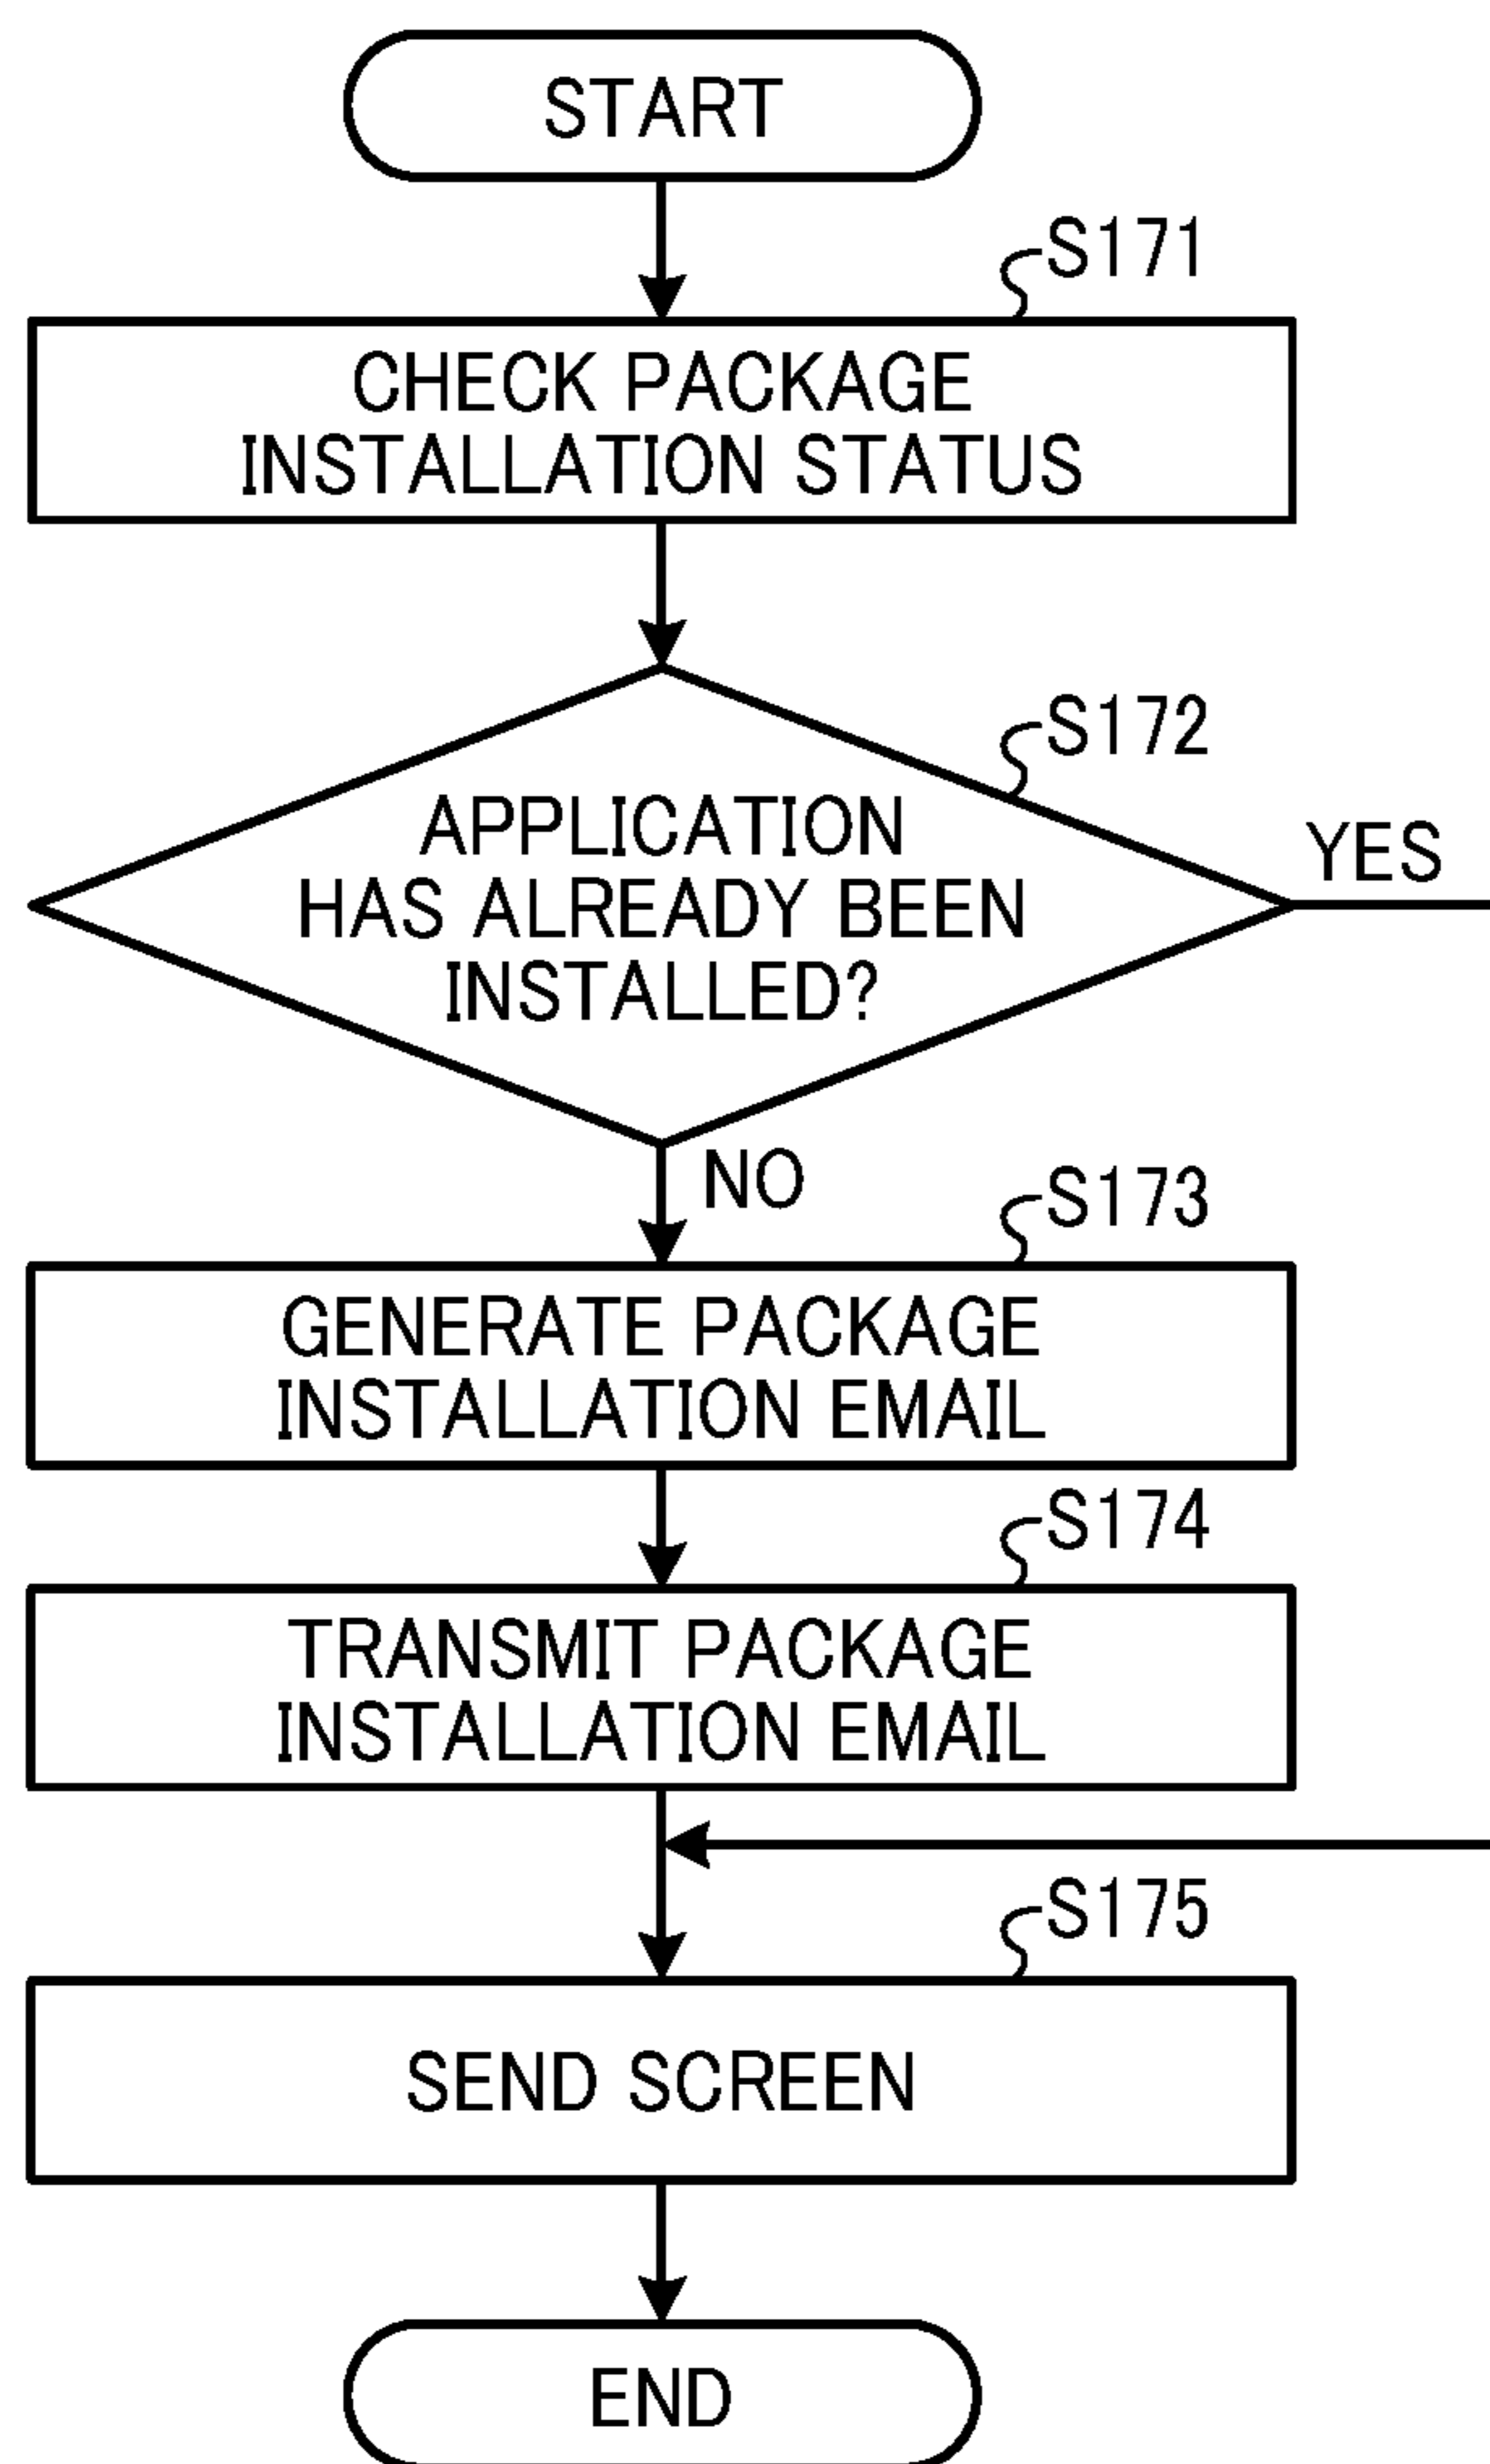 START
S171
CHECK PACKAGE
INSTALLATION STATUS
S172
APPLICATION
HAS ALREADY BEEN
INSTALLED?
YES
NO
S173
GENERATE PACKAGE
INSTALLATION EMAIL
S174
TRANSMIT PACKAGE
INSTALLATION EMAIL
S175
SEND SCREEN
END